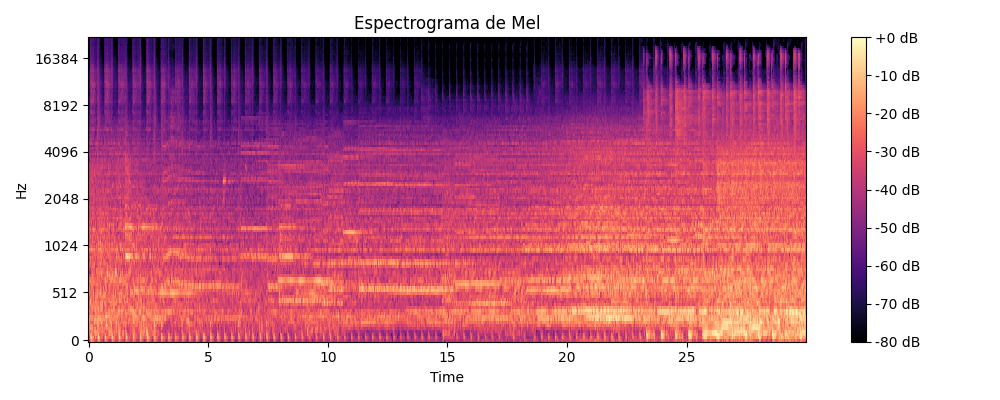 Espectrograma de Mel
Hz
16384
8192
4096
2048
1024
512
0
0 5 10 15 20 25
Time
+0 dB
-10 dB
-20 dB
-30 dB
-40 dB
-50 dB
-60 dB
-70 dB
-80 dB